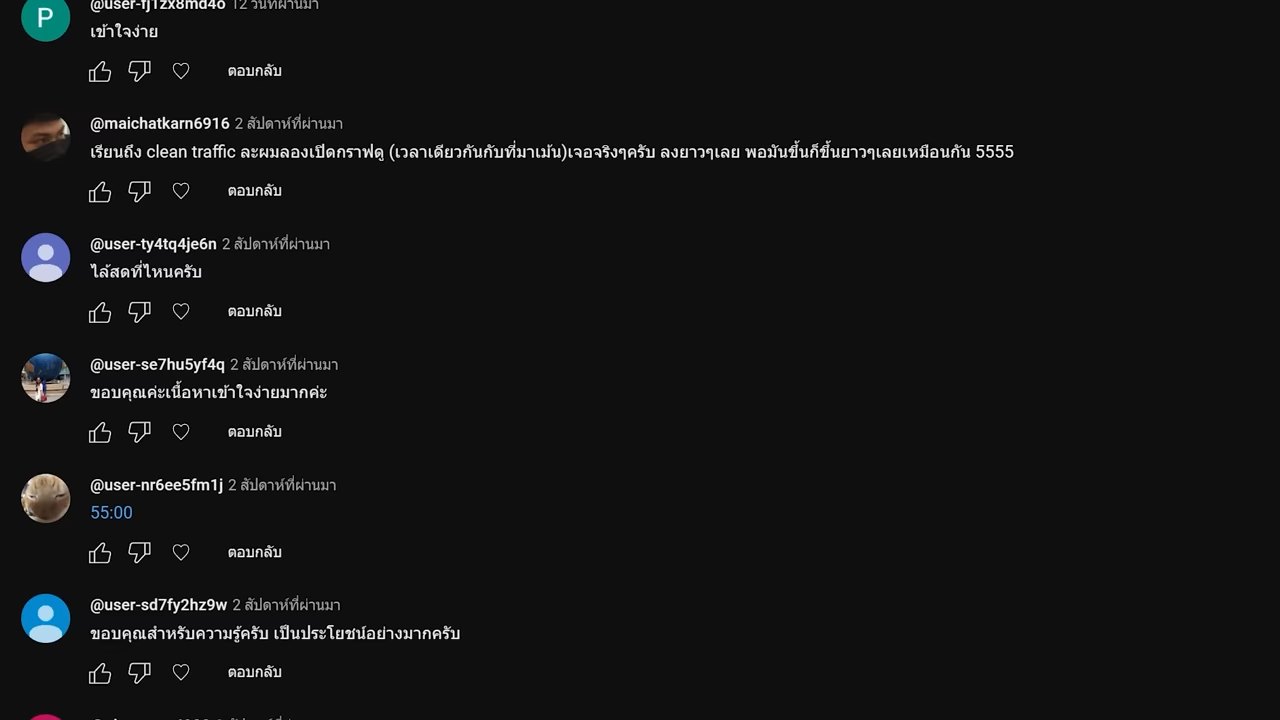 P
@user-fj1zx8md4o 12 วันที่ผ่านมา
เข้าใจง่าย
ตอบกลับ
@maichatkarn6916 2 สัปดาห์ที่ผ่านมา
เรียนถึง clean traffic ละผมลองเปิดกราฟดู (เวลาเดียวกันกับที่มาเม้น)เจอจริงๆครับ ลงยาวๆเลย พอมันขึ้นก็ขึ้นยาวๆเลยเหมือนกัน 5555
ตอบกลับ
@user-ty4tq4je6n 2 สัปดาห์ที่ผ่านมา
ไล้สดที่ไหนครับ
ตอบกลับ
@user-se7hu5yf4q 2 สัปดาห์ที่ผ่านมา
ขอบคุณค่ะเนื้อหาเข้าใจง่ายมากค่ะ
ตอบกลับ
@user-nr6ee5fm1j 2 สัปดาห์ที่ผ่านมา
55:00
ตอบกลับ
@user-sd7fy2hz9w 2 สัปดาห์ที่ผ่านมา
ขอบคุณสำหรับความรู้ครับ เป็นประโยชน์อย่างมากครับ
ตอบกลับ